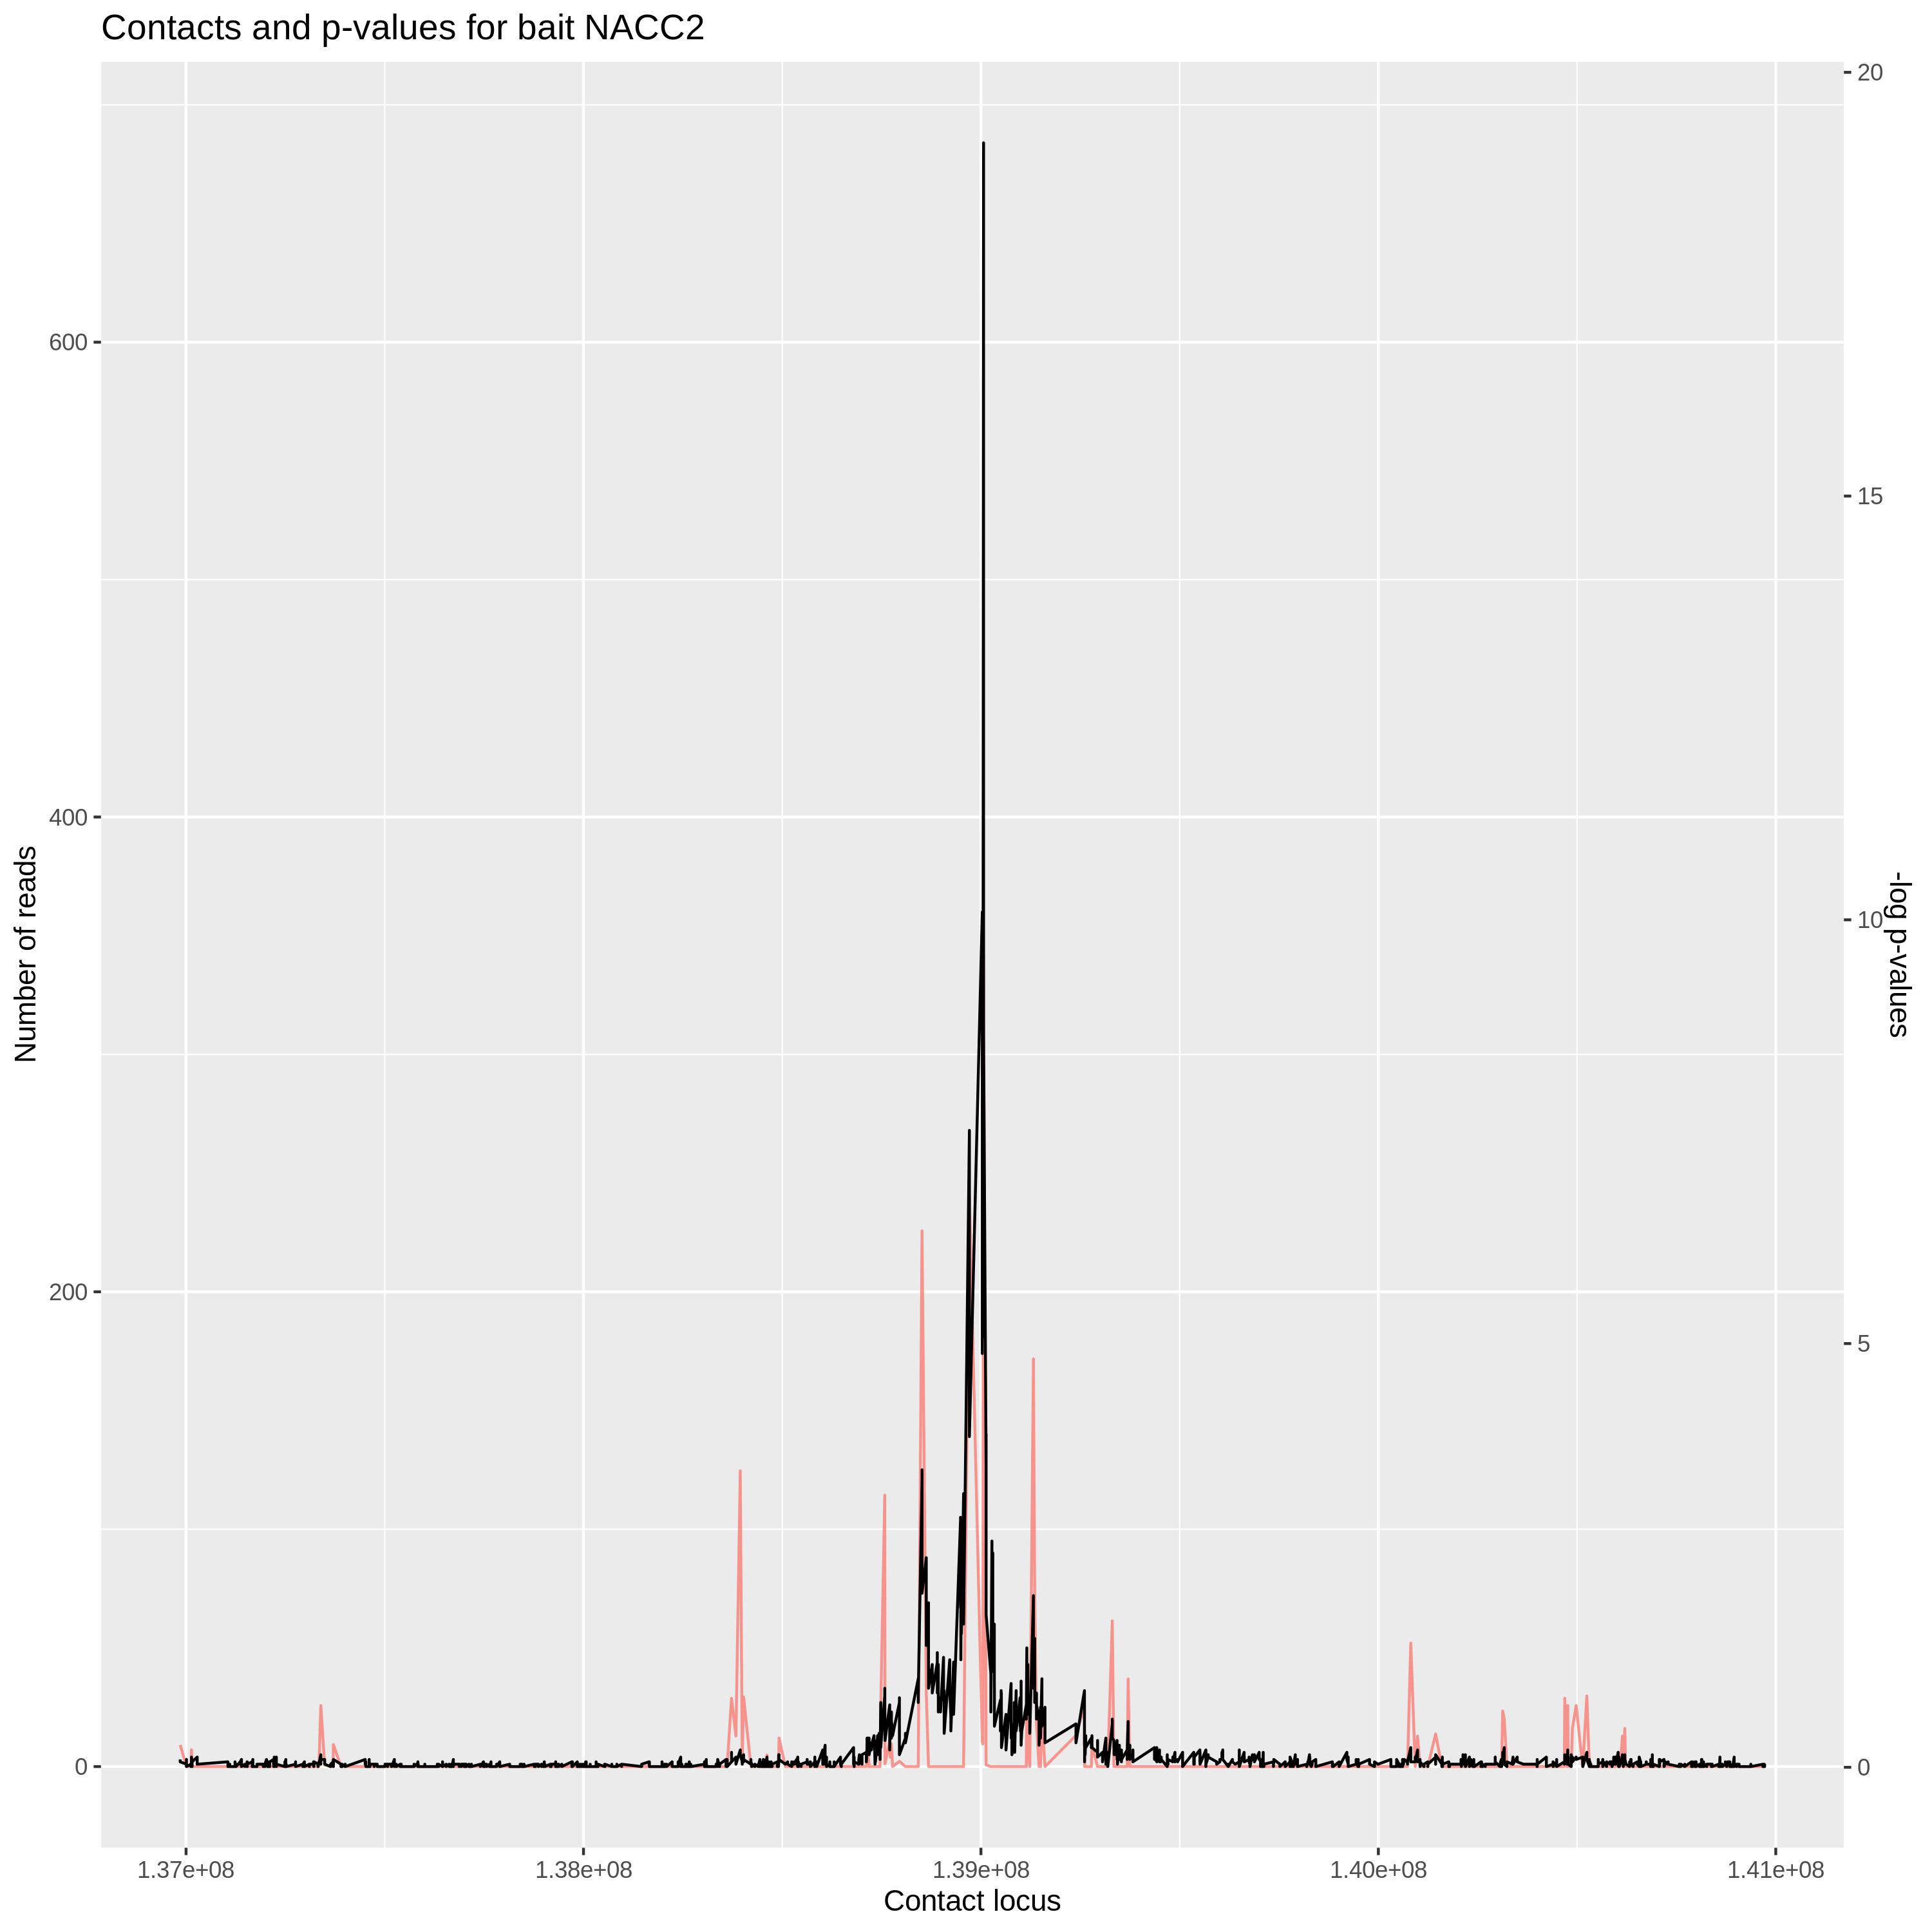 Contacts and p-values for bait NACC2
Number of reads
600
400
200
0
20
15
10
5
0
-log p-values
1.37e+08
1.38e+08
1.39e+08
1.40e+08
1.41e+08
Contact locus